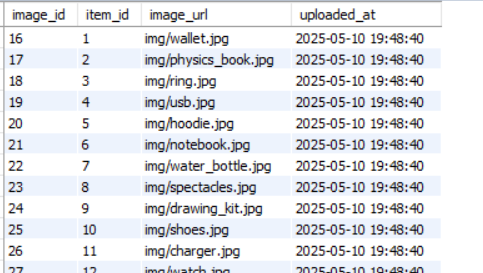 image_id item_id image_url uploaded_at
16 1 img/wallet.jpg 2025-05-10 19:48:40
17 2 img/physics_book.jpg 2025-05-10 19:48:40
18 3 img/ring.jpg 2025-05-10 19:48:40
19 4 img/usb.jpg 2025-05-10 19:48:40
20 5 img/hoodie.jpg 2025-05-10 19:48:40
21 6 img/notebook.jpg 2025-05-10 19:48:40
22 7 img/water_bottle.jpg 2025-05-10 19:48:40
23 8 img/spectacles.jpg 2025-05-10 19:48:40
24 9 img/drawing_kit.jpg 2025-05-10 19:48:40
25 10 img/shoes.jpg 2025-05-10 19:48:40
26 11 img/charger.jpg 2025-05-10 19:48:40
27 12 img/watch.jpg 2025-05-10 19:48:40